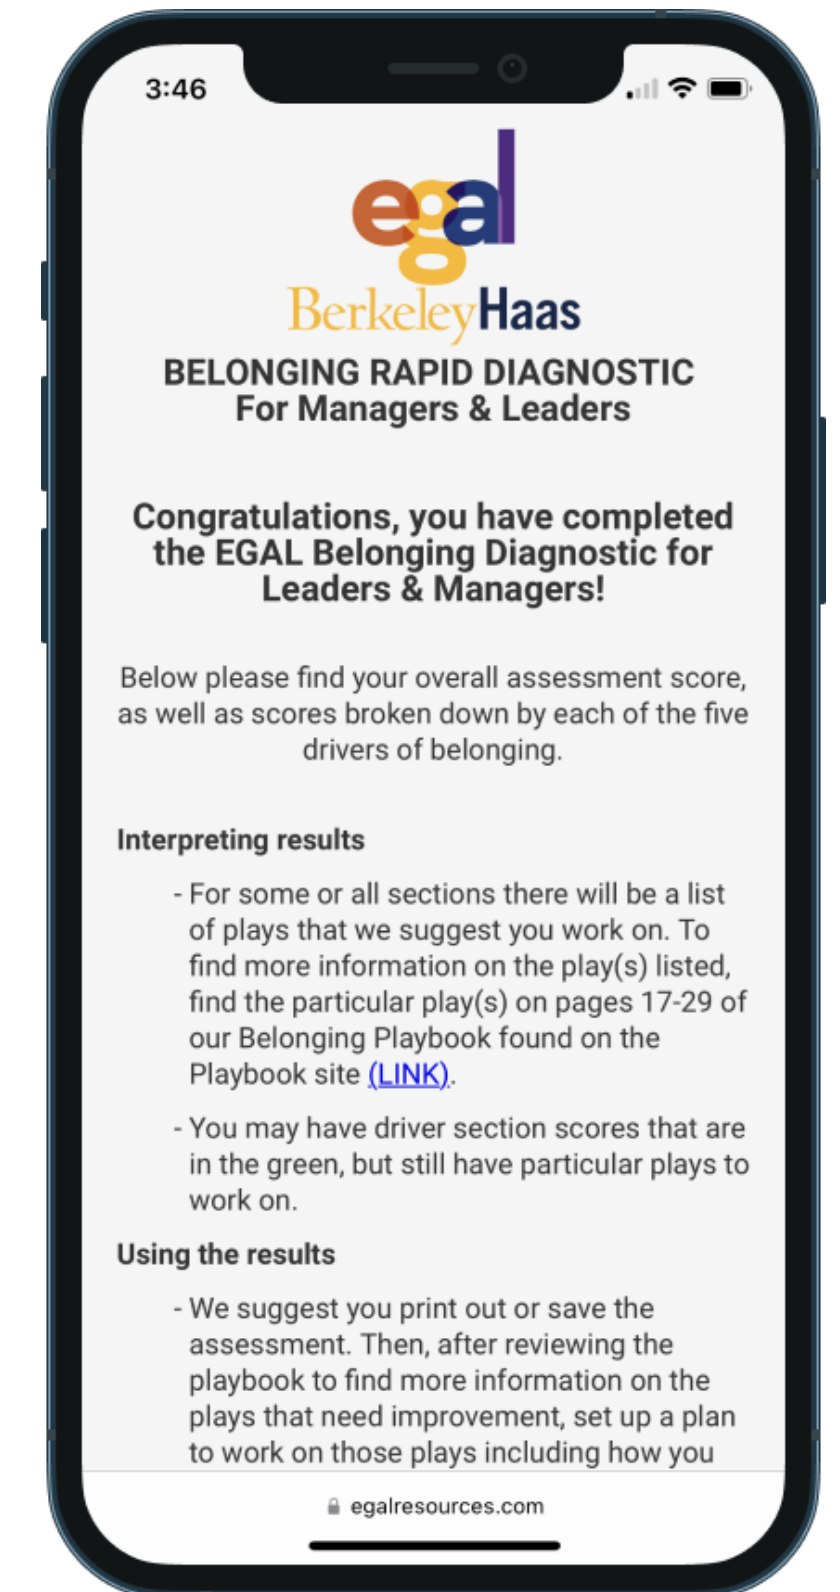 3:46
egal
BerkeleyHaas
BELONGING RAPID DIAGNOSTIC
For Managers & Leaders
Congratulations, you have completed
the EGAL Belonging Diagnostic for
Leaders & Managers!
Below please find your overall assessment score,
as well as scores broken down by each of the five
drivers of belonging.
Interpreting results
- For some or all sections there will be a list
of plays that we suggest you work on. To
find more information on the play(s) listed,
find the particular play(s) on pages 17-29 of
our Belonging Playbook found on the
Playbook site (LINK).
- You may have driver section scores that are
in the green, but still have particular plays to
work on.
Using the results
- We suggest you print out or save the
assessment. Then, after reviewing the
playbook to find more information on the
plays that need improvement, set up a plan
to work on those plays including how you
egalresources.com